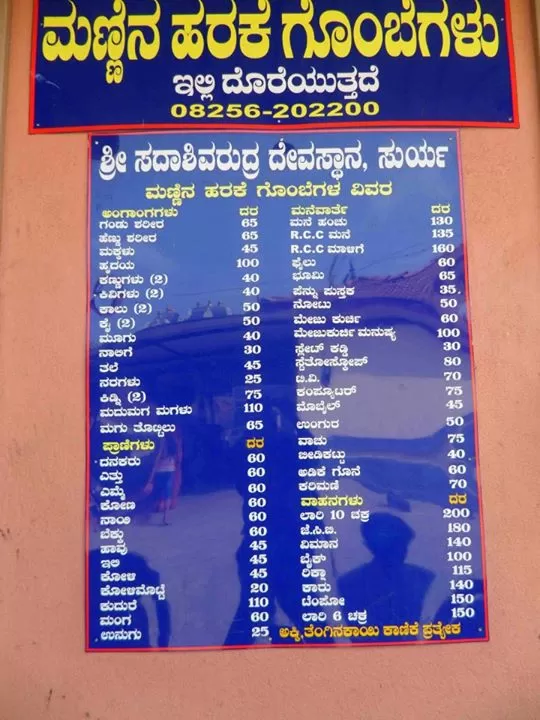 ಮಣ್ಣಿನ ಹರಕೆ ಗೊಂಬೆಗಳು
ಇಲ್ಲಿ ದೊರೆಯುತ್ತದೆ
08256-202200
ಶ್ರೀ ಸದಾಶಿವರುದ್ರ ದೇವಸ್ಥಾನ, ಸುರ್ಯ
ಮಣ್ಣಿನ ಹರಕೆ ಗೊಂಬೆಗಳ ವಿವರ
ಅಂಗಾಂಗಗಳು ದರ
ಗಂಡು ಶರೀರ 65
ಹೆಣ್ಣು ಶರೀರ 65
ಮಕ್ಕಳು 45
ಹೃದಯ 100
ಕಣ್ಣುಗಳು (2) 40
ಕಿವಿಗಳು (2) 40
ಕಾಲು (2) 50
ಕೈ (2) 50
ಮೂಗು 40
ನಾಲಿಗೆ 30
ತಲೆ 45
ನರಗಳು 25
ಕಿಡ್ನಿ (2) 75
ಮದುಮಗ ಮಗಳು 110
ಮಗು ತೊಟ್ಟಿಲು 65
ಪ್ರಾಣಿಗಳು ದರ
ದನಕರು 60
ಎತ್ತು 60
ಎಮ್ಮೆ 60
ಕೋಣ 60
ನಾಯಿ 60
ಬೆಕ್ಕು 60
ಹಾವು 45
ಇಲಿ 45
ಕೋಳಿ 45
ಕೋಳಿಮೊಟ್ಟೆ 20
ಕುದುರೆ 110
ಮಂಗ 60
ಉನುಗು 25
ಮನೆವಾರ್ತೆ ದರ
ಮನೆ ಹಂಚು 130
R.C.C ಮನೆ 135
R.C.C ಮಾಳಿಗೆ 160
ಫೈಲು 60
ಭೂಮಿ 65
ಪೆನ್ನು ಪುಸ್ತಕ 35.
ನೋಟು 50
ಮೇಜು ಕುರ್ಚಿ 60
ಮೇಜುಕುರ್ಚಿ ಮನುಷ್ಯ 100
ಸ್ಲೇಟ್ ಕಡ್ಡಿ 30
ಸ್ಟೆತೋಸ್ಕೋಪ್ 80
ಟಿ.ವಿ. 70
ಕಂಪ್ಯೂಟರ್ 75
ಮೊಬೈಲ್ 45
ಉಂಗುರ 50
ವಾಚು 75
ಬೀಡಿಕಟ್ಟು 40
ಅಡಿಕೆ ಗೊನೆ 60
ಕರಿಮಣಿ 70
ವಾಹನಗಳು ದರ
ಲಾರಿ 10 ಚಕ್ರ 200
ಜೆ.ಸಿ.ಬಿ. 180
ವಿಮಾನ 140
ಬೈಕ್ 100
ರಿಕ್ಷಾ 115
ಕಾರು 140
ಟೆಂಪೋ 150
ಲಾರಿ 6 ಚಕ್ರ 150
ಅಕ್ಕಿ,ತೆಂಗಿನಕಾಯಿ ಕಾಣಿಕೆ ಪ್ರತ್ಯೇಕ